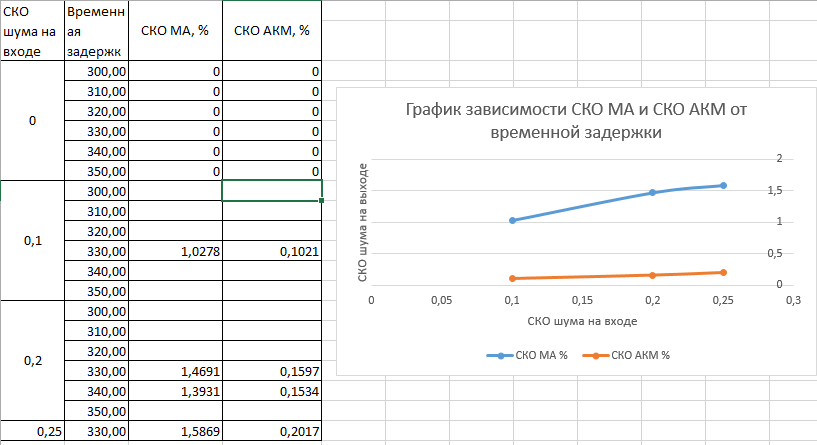 СКО шума на входе	Временная задержк	СКО МА, %	СКО АКМ, %
0	300,00	0	0
310,00	0	0
320,00	0	0
330,00	0	0
340,00	0	0
350,00	0	0
0,1	300,00
310,00
320,00
330,00	1,0278	0,1021
340,00
350,00
0,2	300,00
310,00
320,00
330,00	1,4691	0,1597
340,00	1,3931	0,1534
350,00
0,25	330,00	1,5869	0,2017
График зависимости СКО МА и СКО АКМ от
временной задержки
СКО шума на выходе
2
1,5
1
0,5
0
0	0,05	0,1	0,15	0,2	0,25	0,3
СКО шума на входе
СКО МА %	СКО АКМ %